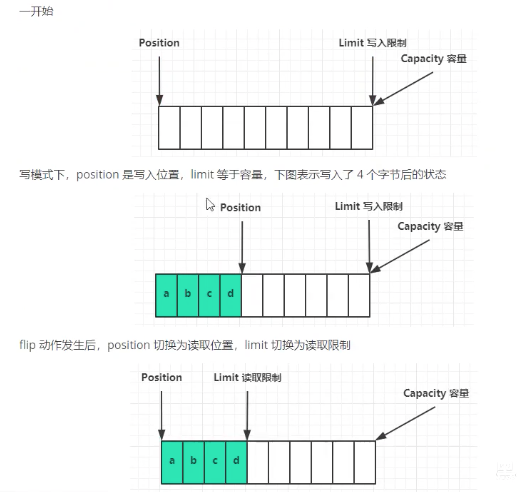 一开始
Position
Limit 写入限制
Capacity 容量
写模式下，position 是写入位置，limit 等于容量，下图表示写入了 4 个字节后的状态
Position
Limit 写入限制
Capacity 容量
a b c d
flip 动作发生后，position 切换为读取位置，limit 切换为读取限制
Position
Limit 读取限制
Capacity 容量
a b c d